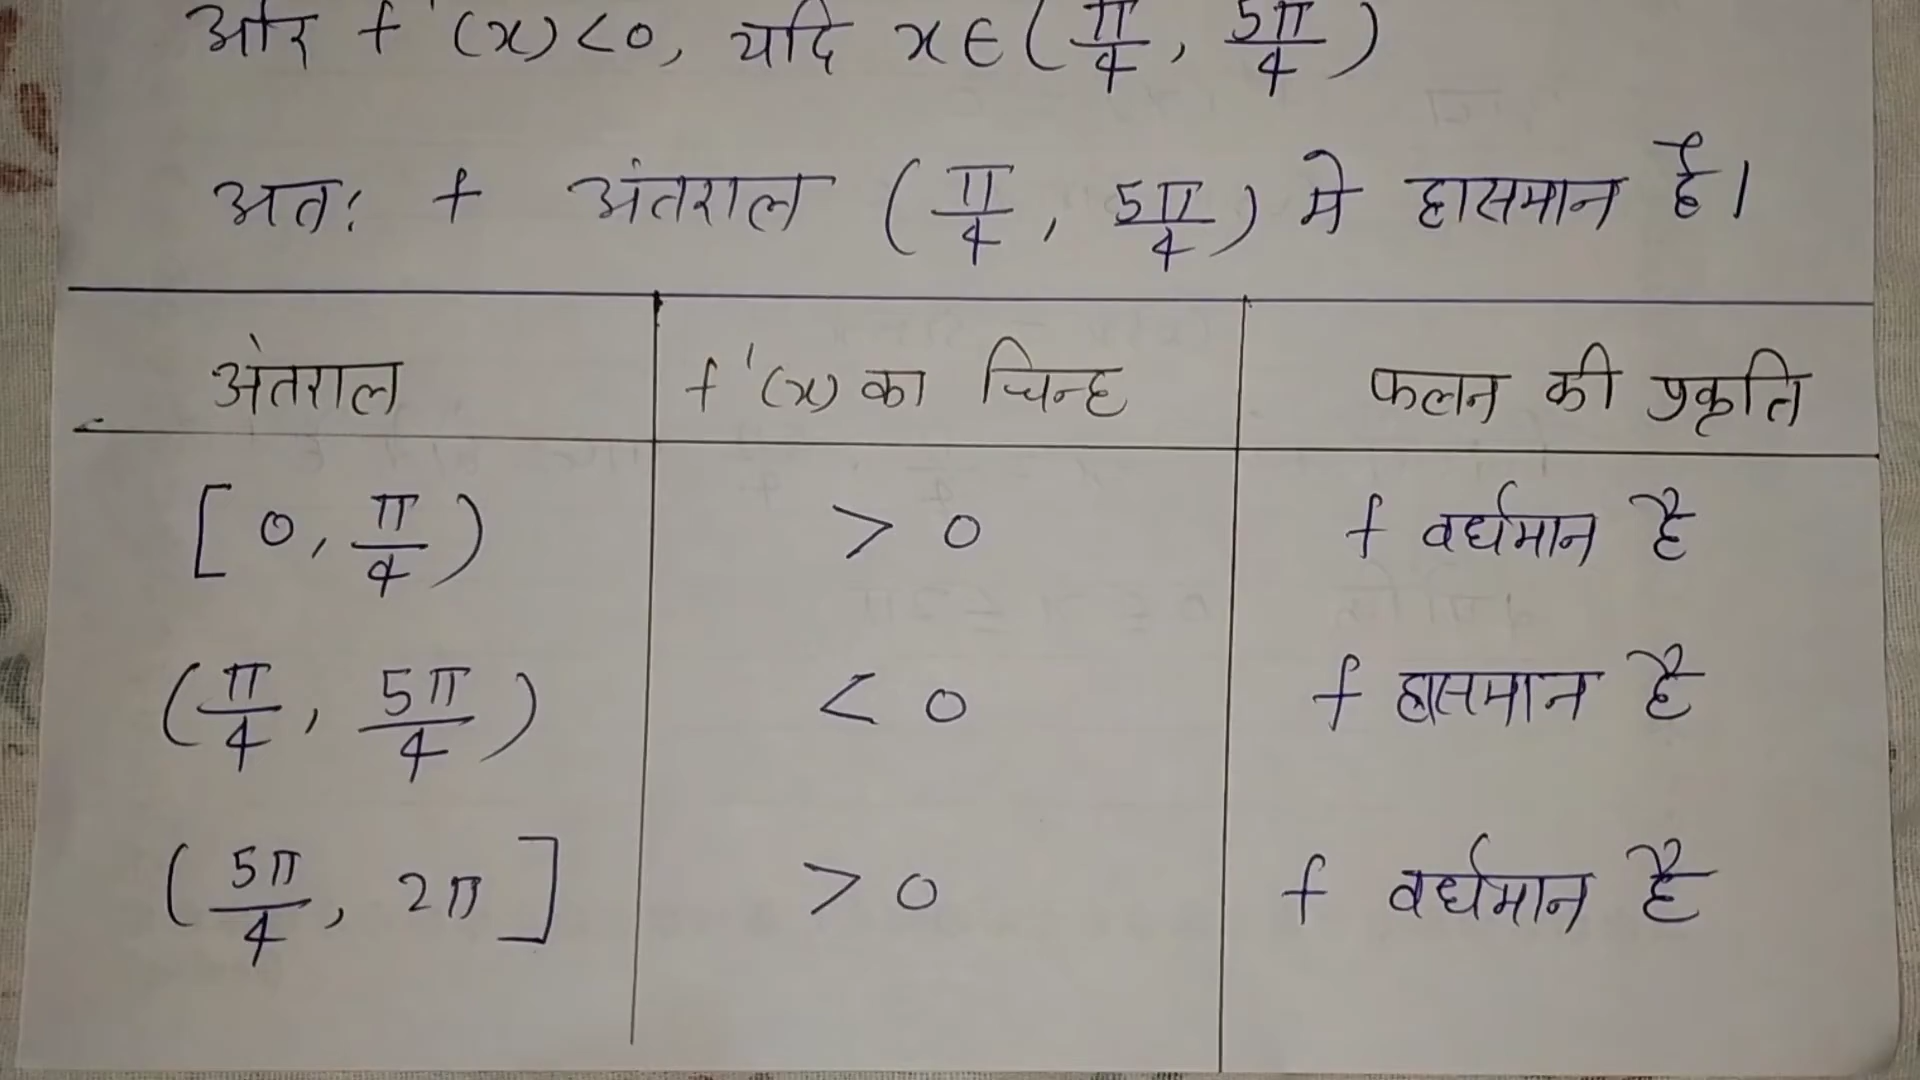 और f'(x) < 0, यदि x ∈ (π/4, 5π/4)
अतः f अंतराल (π/4, 5π/4) मे ह्रासमान है।
अंतराल f'(x) का चिन्ह फलन की प्रकृति
[0, π/4) > 0 f वर्धमान है
(π/4, 5π/4) < 0 f ह्रासमान है
(5π/4, 2π] > 0 f वर्धमान है